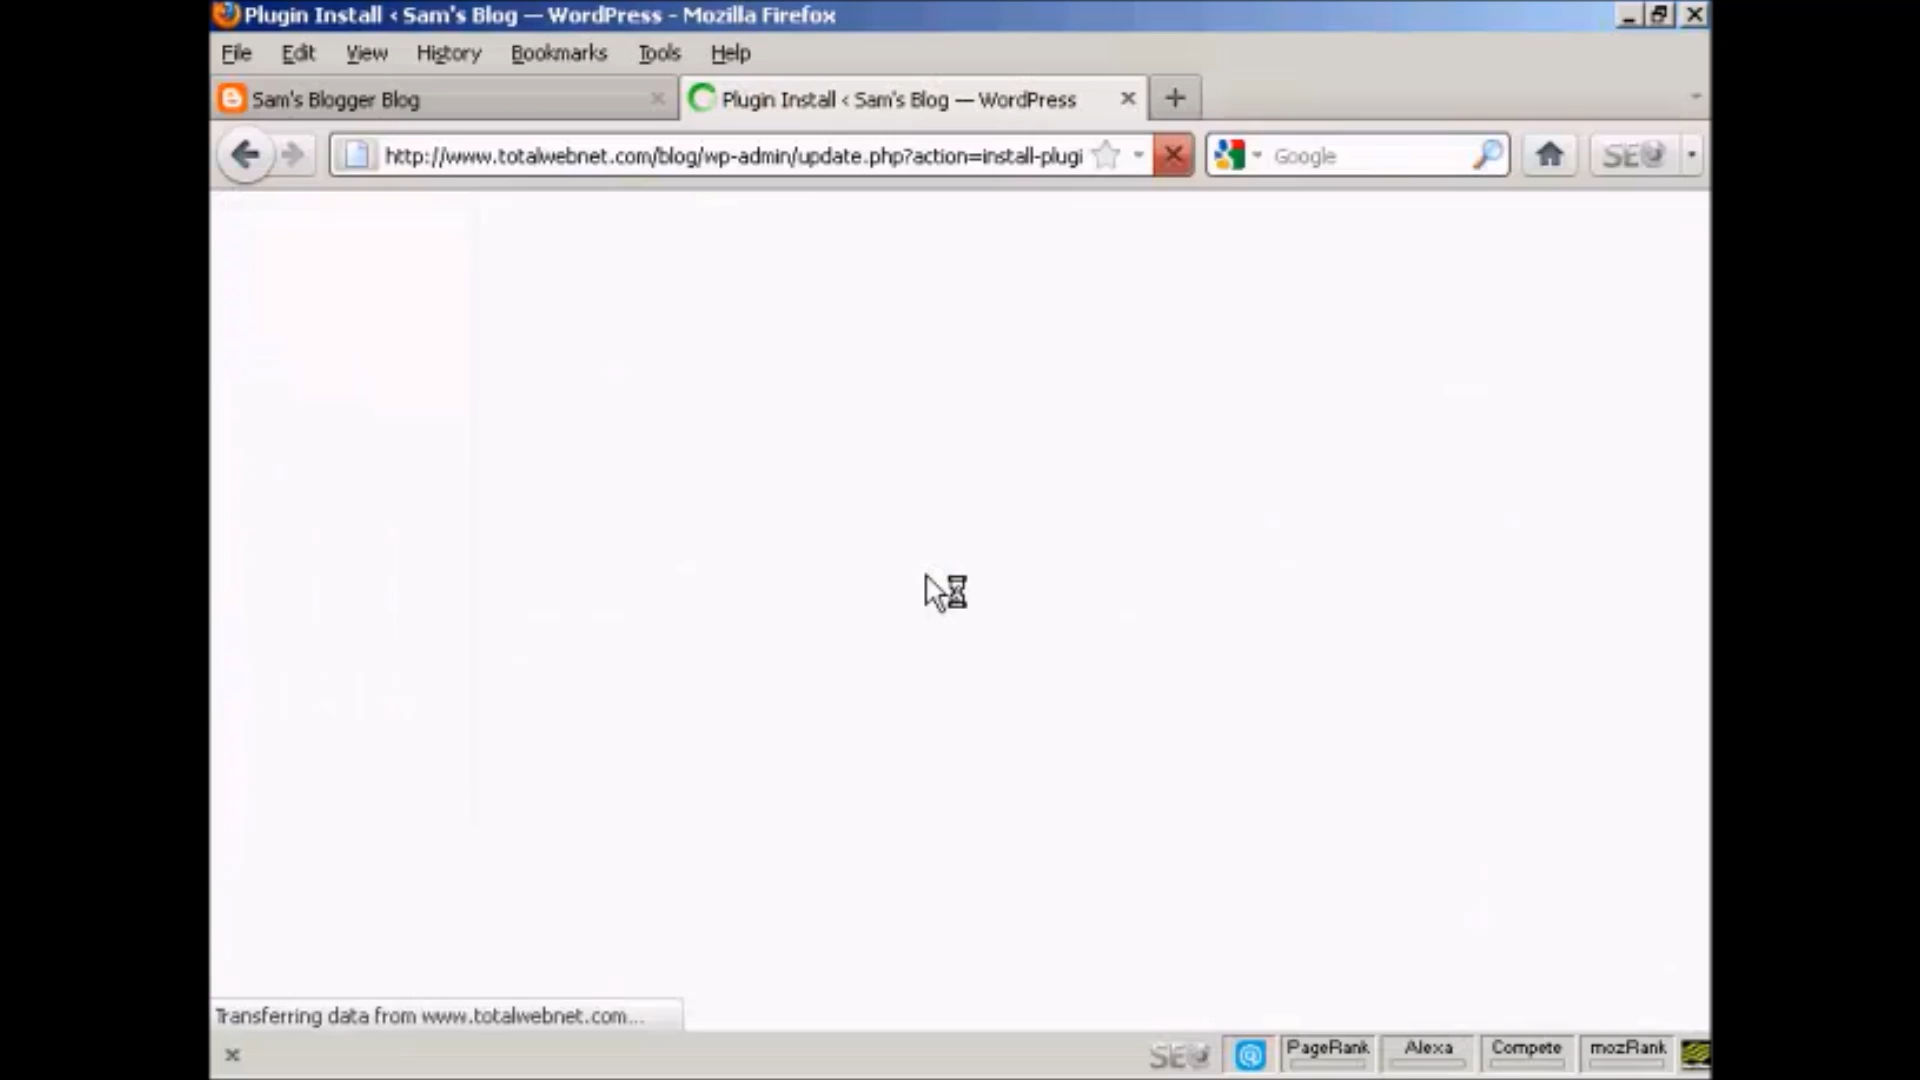 Plugin Install ‹ Sam's Blog — WordPress - Mozilla Firefox
File Edit View History Bookmarks Tools Help
Sam's Blogger Blog Plugin Install ‹ Sam's Blog — WordPress
http://www.totalwebnet.com/blog/wp-admin/update.php?action=install-plugi Google SEO
Transferring data from www.totalwebnet.com...
SEO PageRank Alexa Compete mozRank